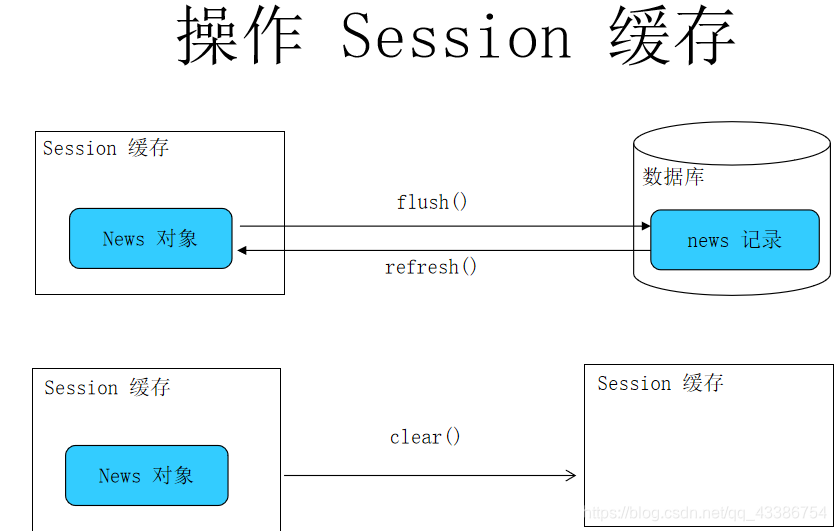 操作 Session 缓存
Session 缓存
数据库
flush()
News 对象
news 记录
refresh()
Session 缓存
Session 缓存
clear()
News 对象
https://blog.csdn.net/qq_43386754